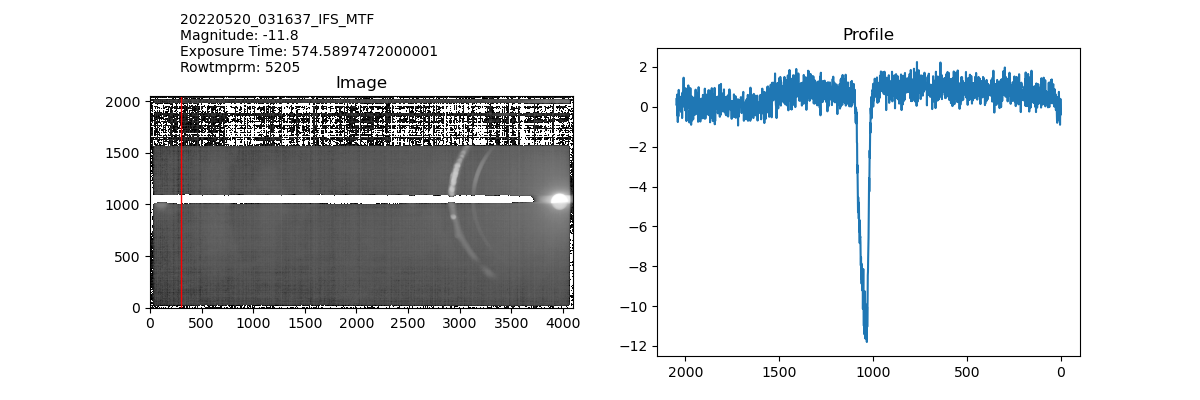 20220520_031637_IFS_MTF
Magnitude: -11.8
Exposure Time: 574.5897472000001
Rowtmprm: 5205
Image
2000
1500
1000
500
0
0 500 1000 1500 2000 2500 3000 3500 4000
Profile
2
0
−2
−4
−6
−8
−10
−12
2000 1500 1000 500 0